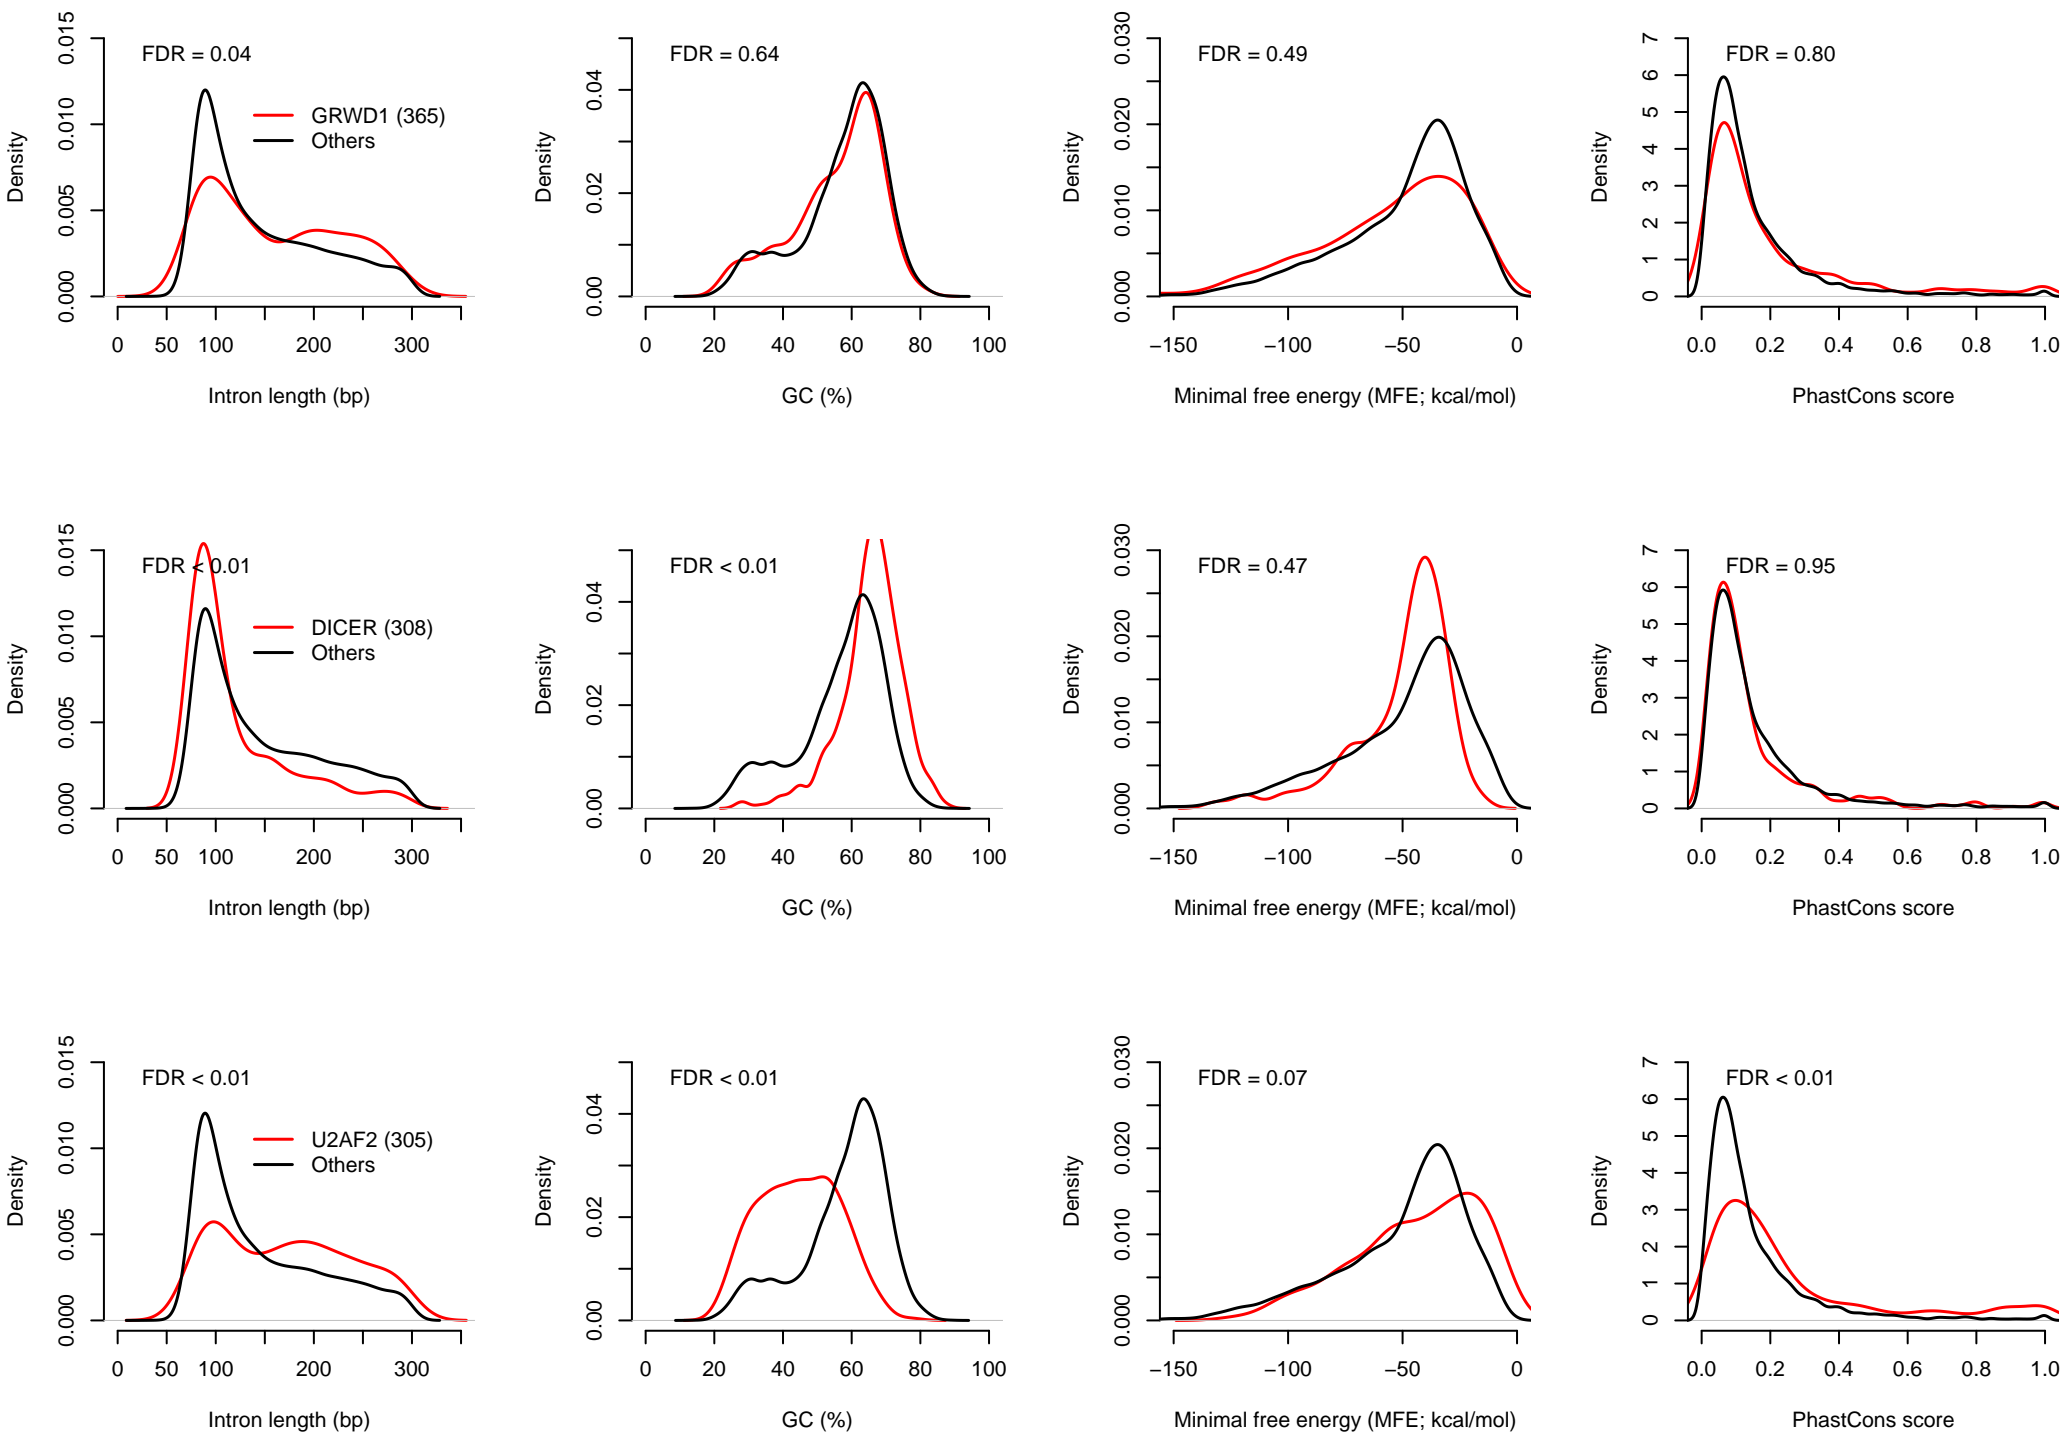 Density
0.000 0.005 0.010 0.015
FDR = 0.04
GRWD1 (365)
Others
0 50 100 200 300
Intron length (bp)
Density
0.00 0.02 0.04
FDR = 0.64
0 20 40 60 80 100
GC (%)
Density
0.000 0.010 0.020 0.030
FDR = 0.49
−150 −100 −50 0
Minimal free energy (MFE; kcal/mol)
Density
0 1 2 3 4 5 6 7
FDR = 0.80
0.0 0.2 0.4 0.6 0.8 1.0
PhastCons score
Density
0.000 0.005 0.010 0.015
FDR < 0.01
DICER (308)
Others
0 50 100 200 300
Intron length (bp)
Density
0.00 0.02 0.04
FDR < 0.01
0 20 40 60 80 100
GC (%)
Density
0.000 0.010 0.020 0.030
FDR = 0.47
−150 −100 −50 0
Minimal free energy (MFE; kcal/mol)
Density
0 1 2 3 4 5 6 7
FDR = 0.95
0.0 0.2 0.4 0.6 0.8 1.0
PhastCons score
Density
0.000 0.005 0.010 0.015
FDR < 0.01
U2AF2 (305)
Others
0 50 100 200 300
Intron length (bp)
Density
0.00 0.02 0.04
FDR < 0.01
0 20 40 60 80 100
GC (%)
Density
0.000 0.010 0.020 0.030
FDR = 0.07
−150 −100 −50 0
Minimal free energy (MFE; kcal/mol)
Density
0 1 2 3 4 5 6 7
FDR < 0.01
0.0 0.2 0.4 0.6 0.8 1.0
PhastCons score